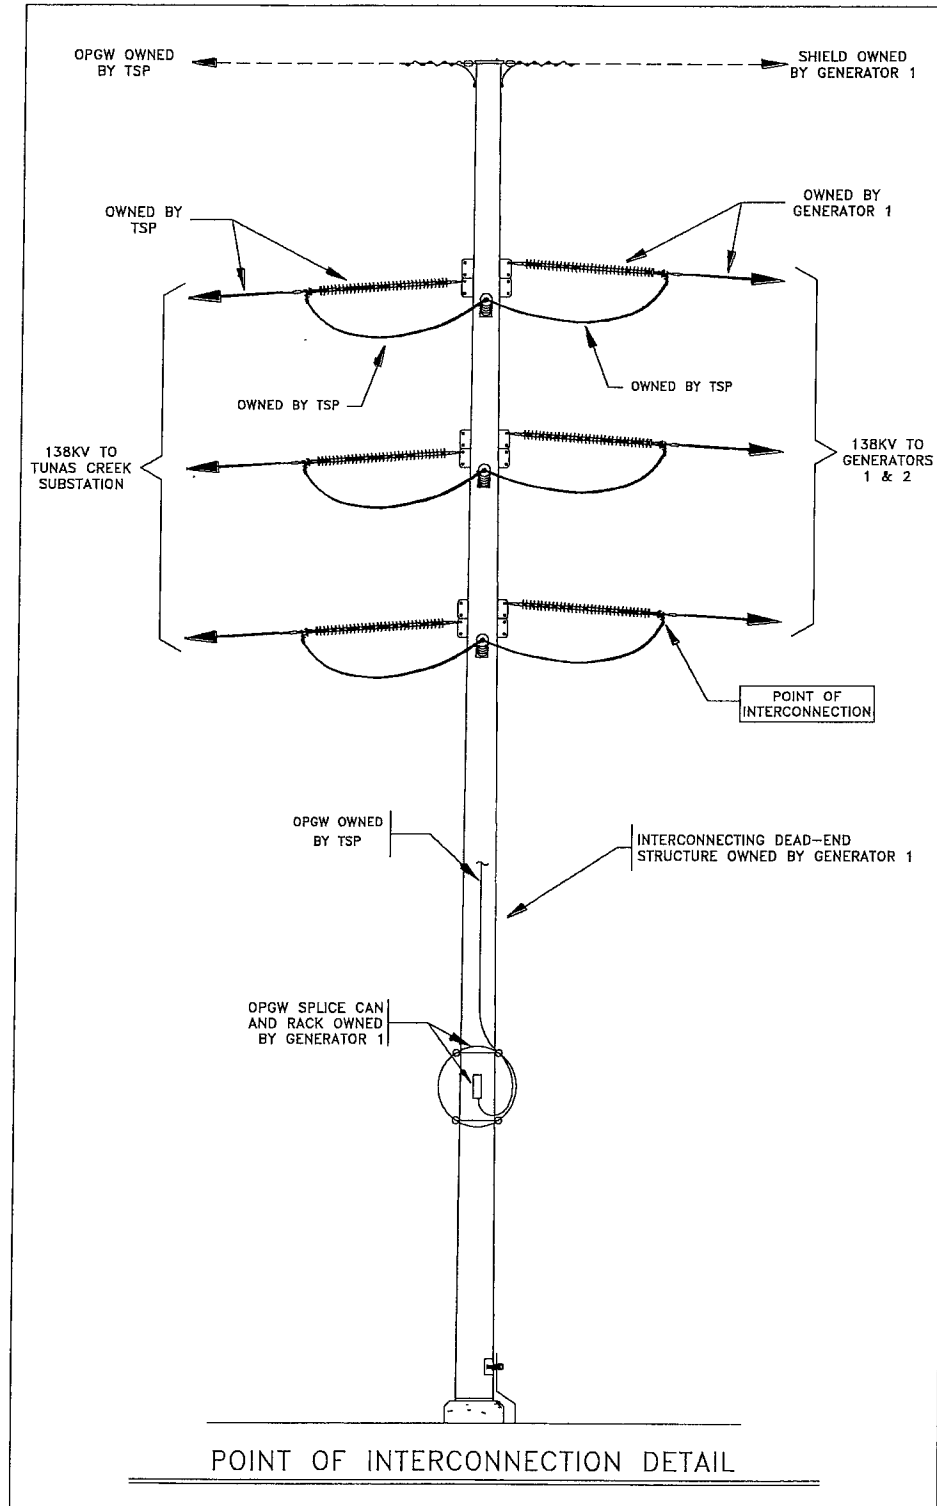 OPGW OWNED
BY TSP
SHIELD OWNED
BY GENERATOR 1
OWNED BY
TSP
OWNED BY
GENERATOR 1
OWNED BY TSP
OWNED BY TSP
138KV TO
TUNAS CREEK
SUBSTATION
138KV TO
GENERATORS
1 & 2
POINT OF
INTERCONNECTION
OPGW OWNED
BY TSP
INTERCONNECTING DEAD-END
STRUCTURE OWNED BY GENERATOR 1
OPGW SPLICE CAN
AND RACK OWNED
BY GENERATOR 1
POINT OF INTERCONNECTION DETAIL